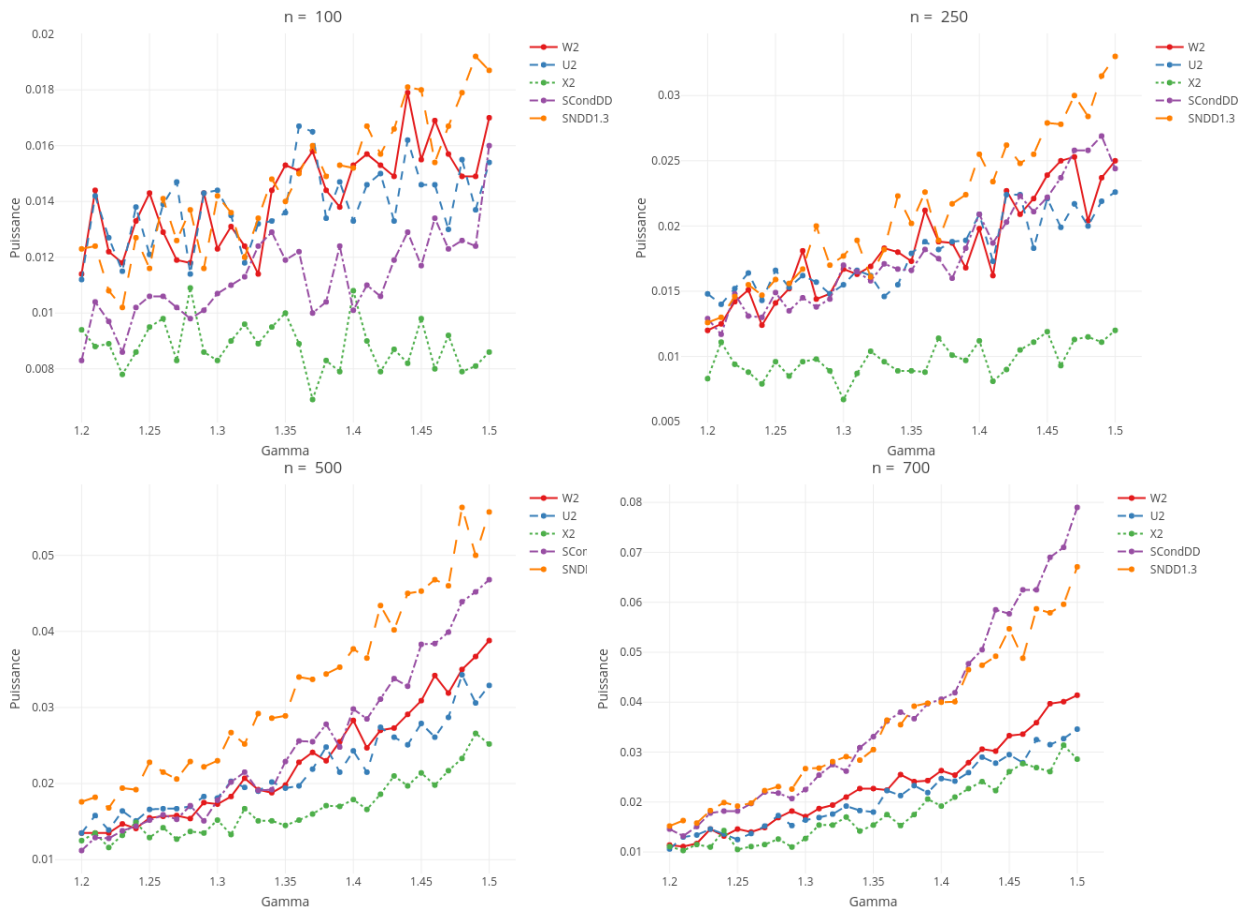 n = 100
0.02
0.018
0.016
0.014
0.012
0.01
0.008
Puissance
1.2 1.25 1.3 1.35 1.4 1.45 1.5
Gamma
W2
U2
X2
SCondDD
SNDD1.3
n = 250
0.03
0.025
0.02
0.015
0.01
0.005
Puissance
1.2 1.25 1.3 1.35 1.4 1.45 1.5
Gamma
W2
U2
X2
SCondDD
SNDD1.3
n = 500
0.05
0.04
0.03
0.02
0.01
Puissance
1.2 1.25 1.3 1.35 1.4 1.45 1.5
Gamma
W2
U2
X2
SCor
SNDI
n = 700
0.08
0.07
0.06
0.05
0.04
0.03
0.02
0.01
Puissance
1.2 1.25 1.3 1.35 1.4 1.45 1.5
Gamma
W2
U2
X2
SCondDD
SNDD1.3